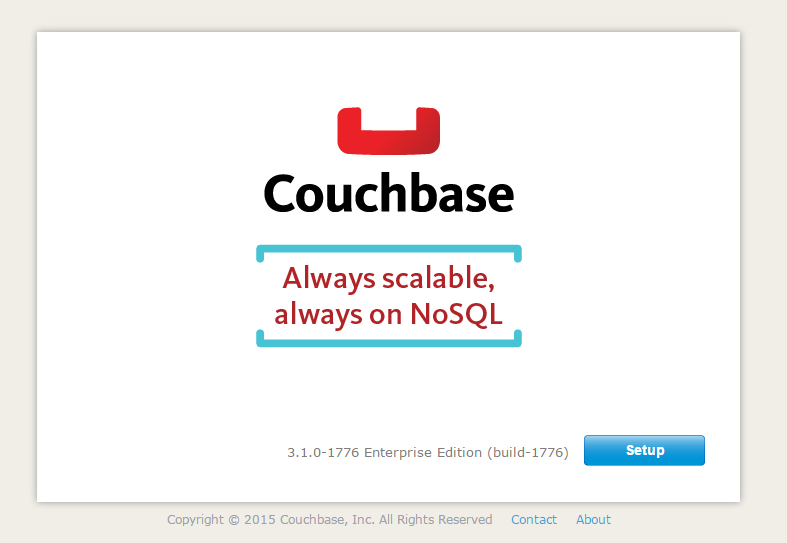 Couchbase
Always scalable,
always on NoSQL
3.1.0-1776 Enterprise Edition (build-1776)
Setup
Copyright © 2015 Couchbase, Inc. All Rights Reserved Contact About